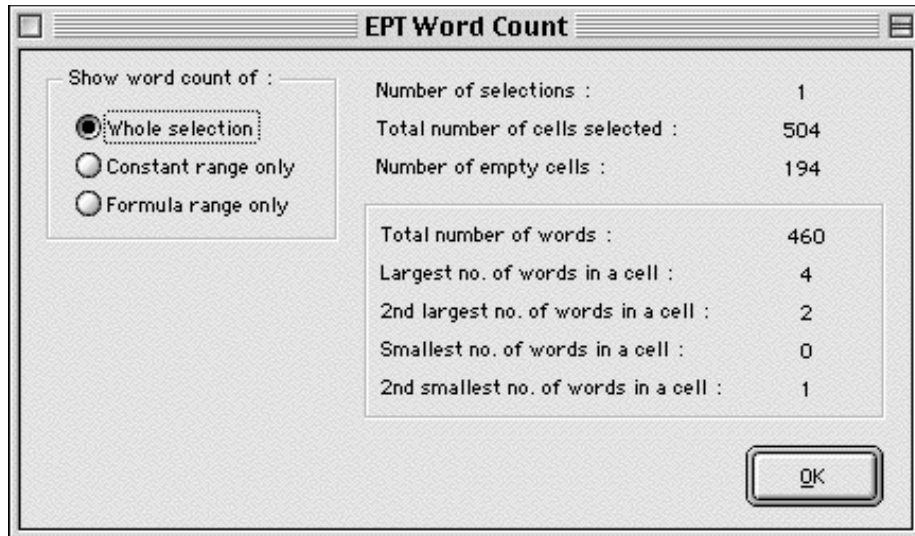 EPT Word Count
Show word count of :
Whole selection
Constant range only
Formula range only
Number of selections : 1
Total number of cells selected : 504
Number of empty cells : 194
Total number of words : 460
Largest no. of words in a cell : 4
2nd largest no. of words in a cell : 2
Smallest no. of words in a cell : 0
2nd smallest no. of words in a cell : 1
OK